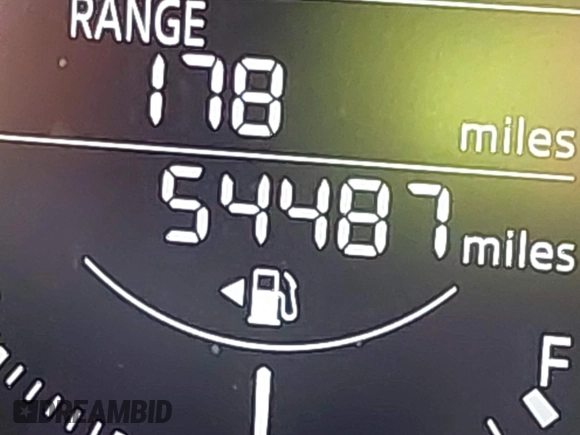 RANGE
178 miles
54487 miles
F
DREAMBID